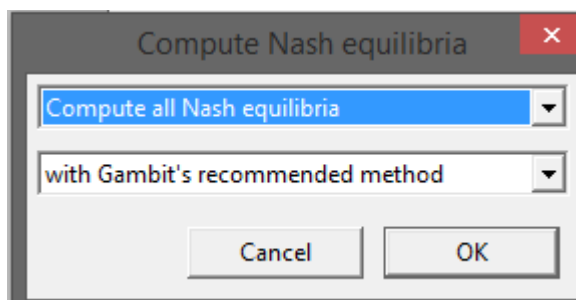 Compute Nash equilibria
Compute all Nash equilibria
with Gambit's recommended method
Cancel OK